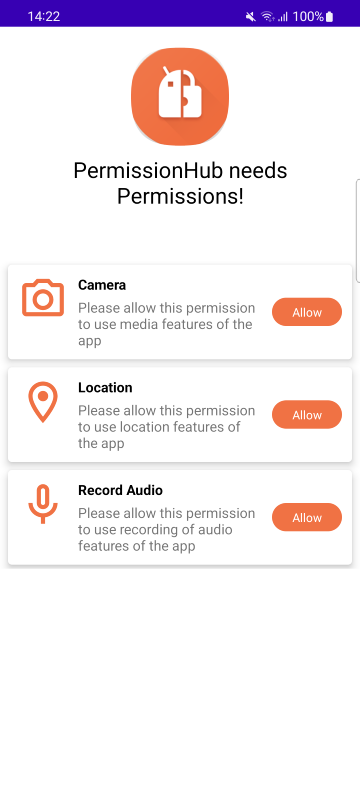 14:22
100%
PermissionHub needs
Permissions!
Camera
Please allow this permission
to use media features of the
app
Allow
Location
Please allow this permission
to use location features of
the app
Allow
Record Audio
Please allow this permission
to use recording of audio
features of the app
Allow